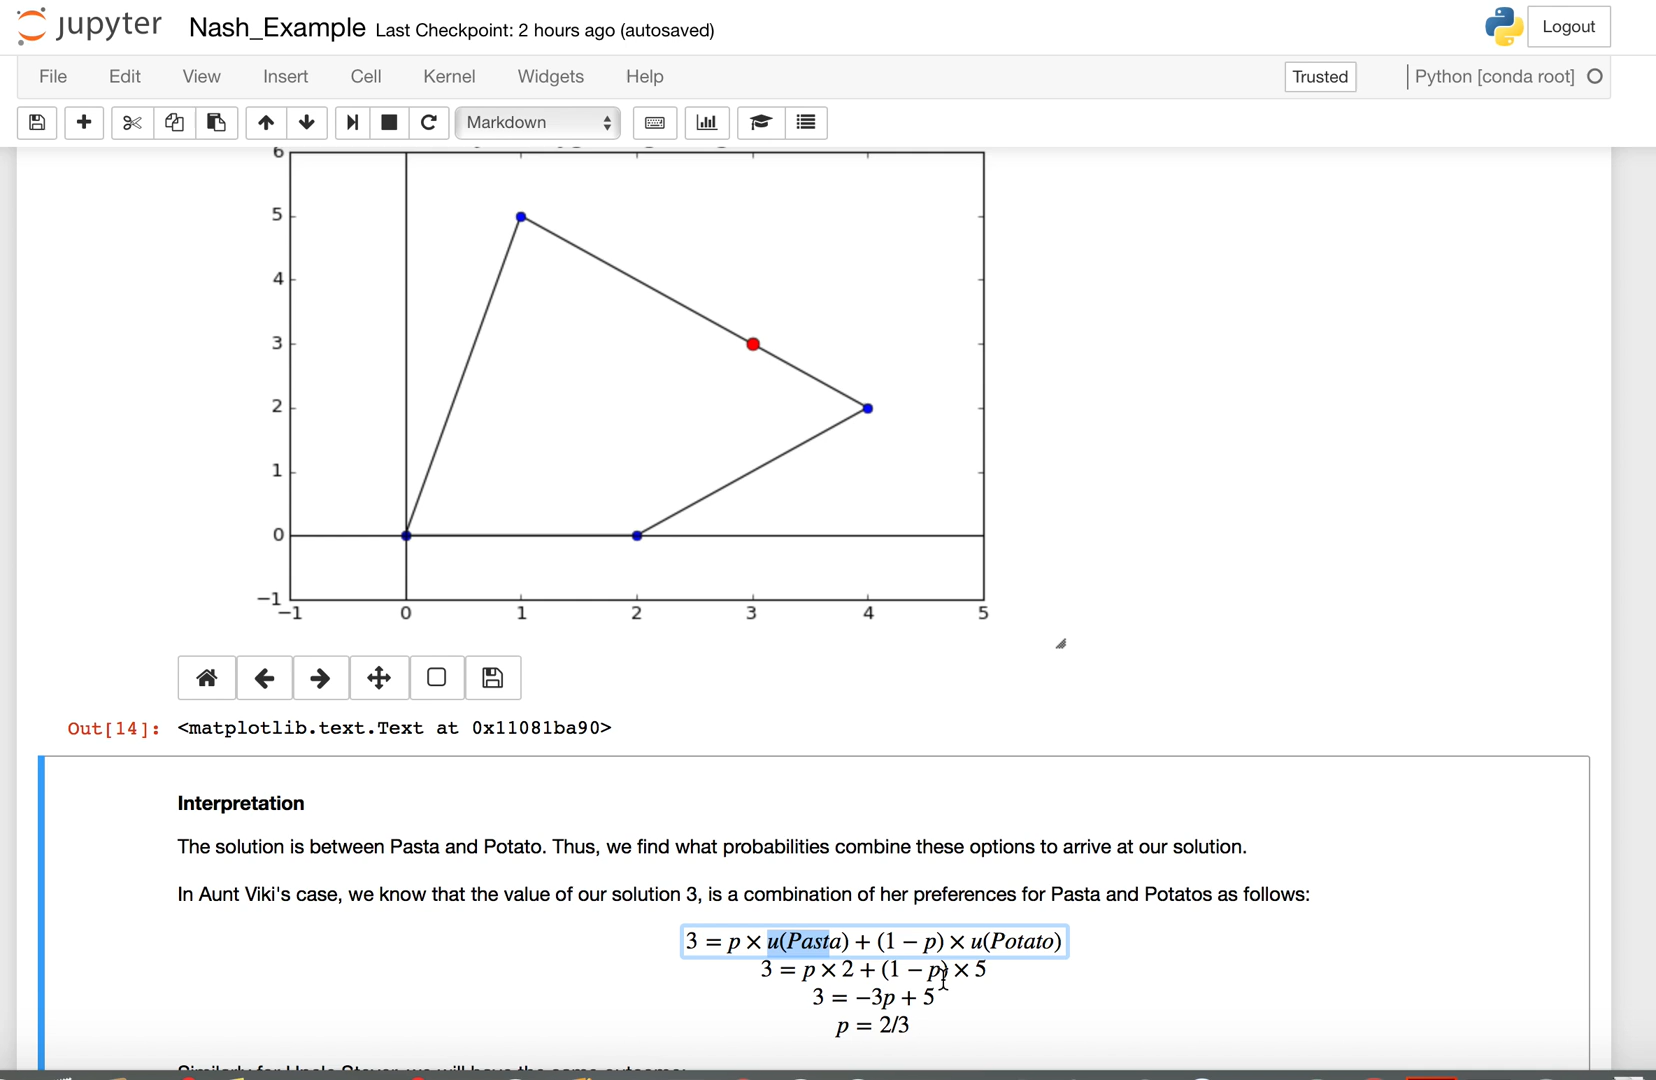 jupyter Nash_Example Last Checkpoint: 2 hours ago (autosaved) Logout
File Edit View Insert Cell Kernel Widgets Help Trusted Python [conda root]
Markdown
6
5
4
3
2
1
0
−1
−1 0 1 2 3 4 5
Out[14]: <matplotlib.text.Text at 0x11081ba90>
Interpretation
The solution is between Pasta and Potato. Thus, we find what probabilities combine these options to arrive at our solution.
In Aunt Viki's case, we know that the value of our solution 3, is a combination of her preferences for Pasta and Potatos as follows:
3 = p × u(Pasta) + (1 − p) × u(Potato)
3 = p × 2 + (1 − p) × 5
3 = −3p + 5
p = 2/3